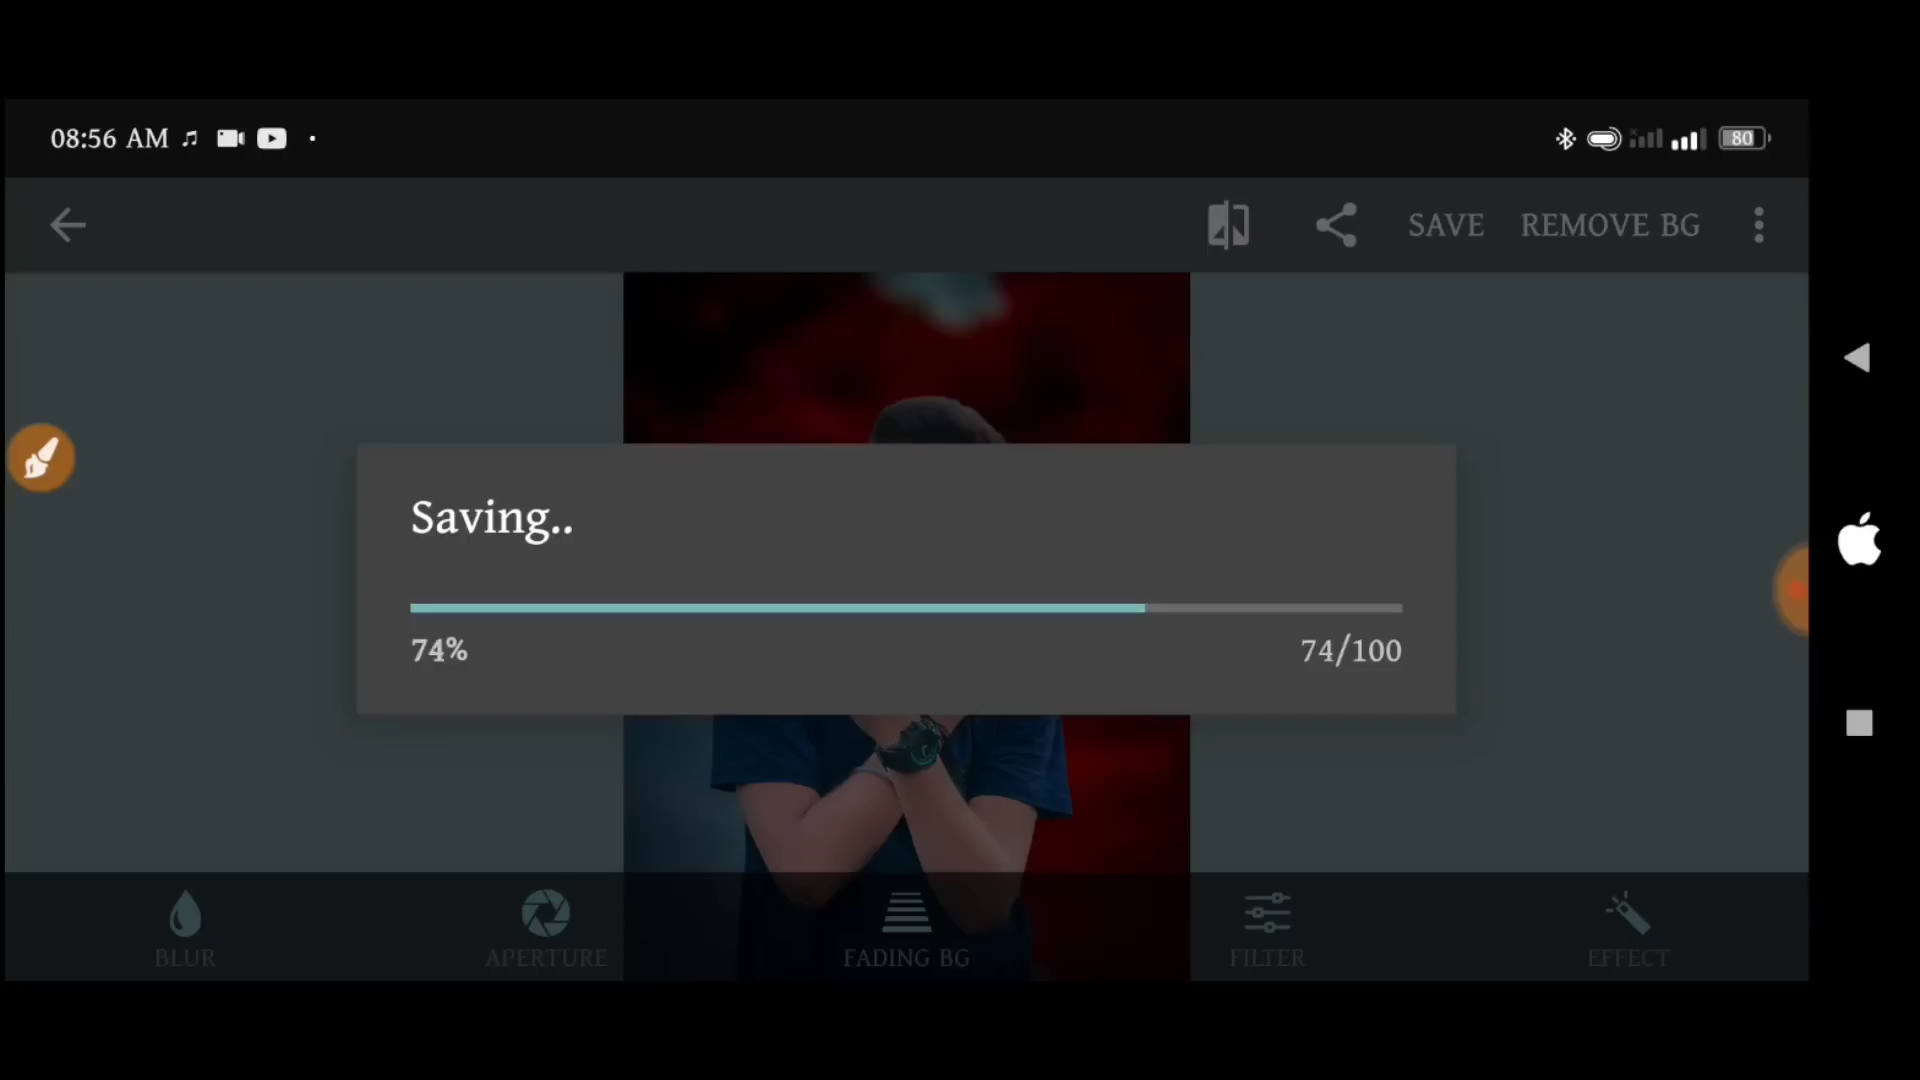 08:56 AM
80
SAVE
REMOVE BG
Saving..
74%
74/100
BLUR
APERTURE
FADING BG
FILTER
EFFECT